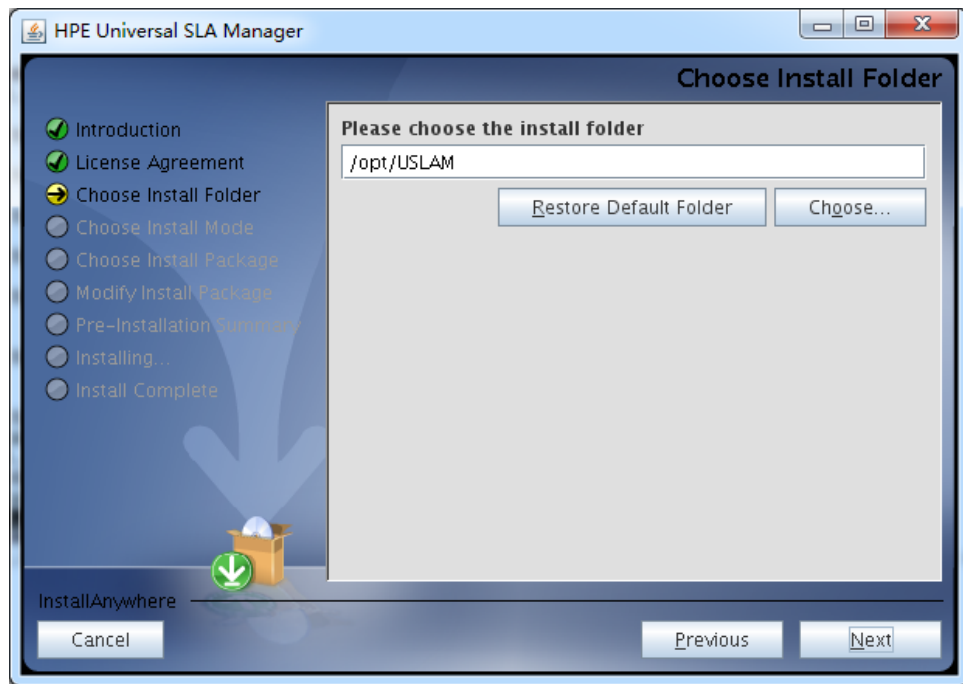 HPE Universal SLA Manager
Choose Install Folder
Introduction
License Agreement
Choose Install Folder
Choose Install Mode
Choose Install Package
Modify Install Package
Pre-Installation Summary
Installing...
Install Complete
Please choose the install folder
/opt/USLAM
Restore Default Folder
Choose...
InstallAnywhere
Cancel
Previous
Next